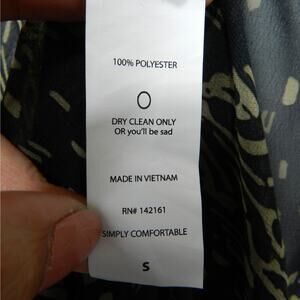 100% POLYESTER
DRY CLEAN ONLY
OR you'll be sad
MADE IN VIETNAM
RN# 142161
SIMPLY COMFORTABLE
S